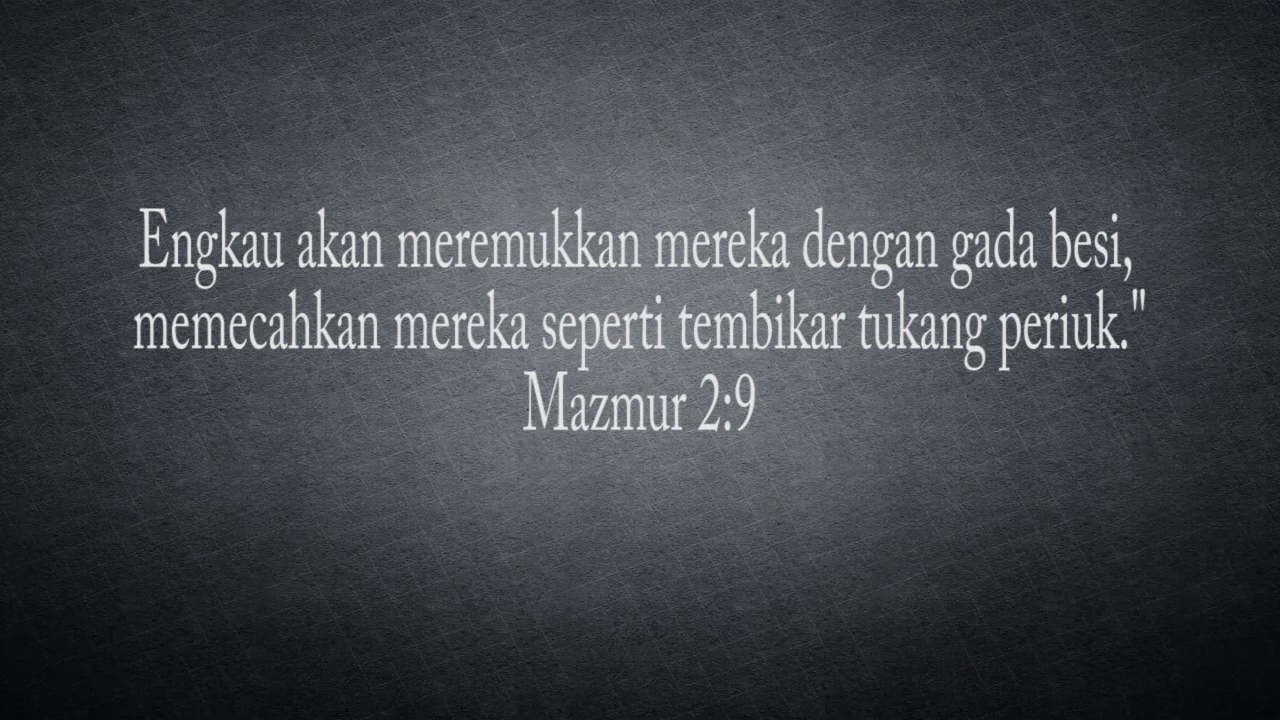 Engkau akan meremukkan mereka dengan gada besi,
memecahkan mereka seperti tembikar tukang periuk."
Mazmur 2:9